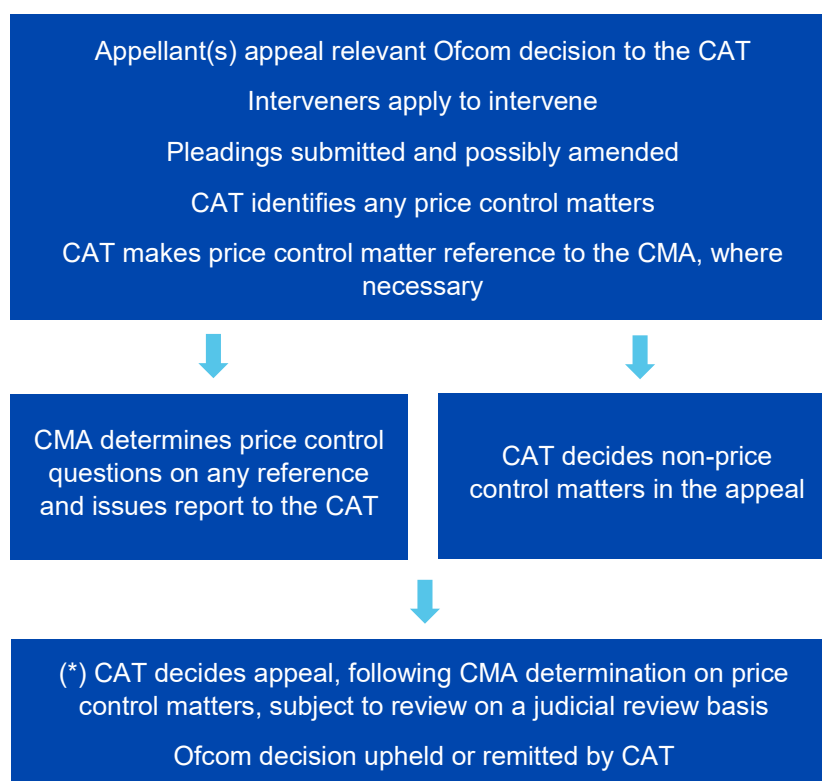 Appellant(s) appeal relevant Ofcom decision to the CAT
Interveners apply to intervene
Pleadings submitted and possibly amended
CAT identifies any price control matters
CAT makes price control matter reference to the CMA, where
necessary
CMA determines price control
questions on any reference
and issues report to the CAT
CAT decides non-price
control matters in the appeal
(*) CAT decides appeal, following CMA determination on price
control matters, subject to review on a judicial review basis
Ofcom decision upheld or remitted by CAT